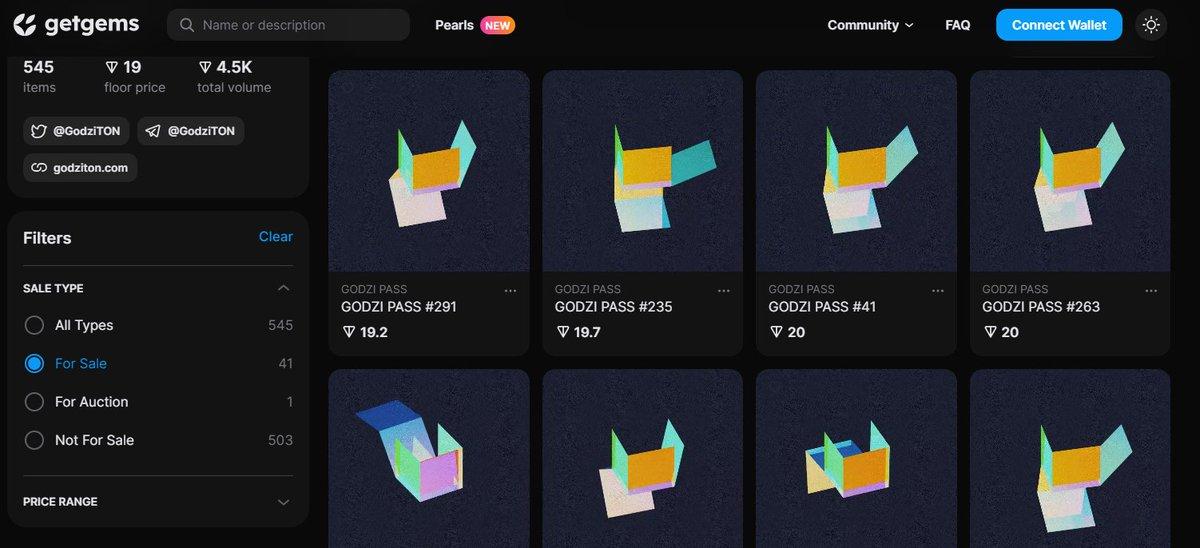 getgems
Name or description
Pearls NEW
Community
FAQ
Connect Wallet
545
items
19
floor price
4.5K
total volume
@GodziTON
@GodziTON
godziton.com
Filters
Clear
SALE TYPE
All Types 545
For Sale 41
For Auction 1
Not For Sale 503
PRICE RANGE
GODZI PASS
GODZI PASS #291
19.2
GODZI PASS
GODZI PASS #235
19.7
GODZI PASS
GODZI PASS #41
20
GODZI PASS
GODZI PASS #263
20